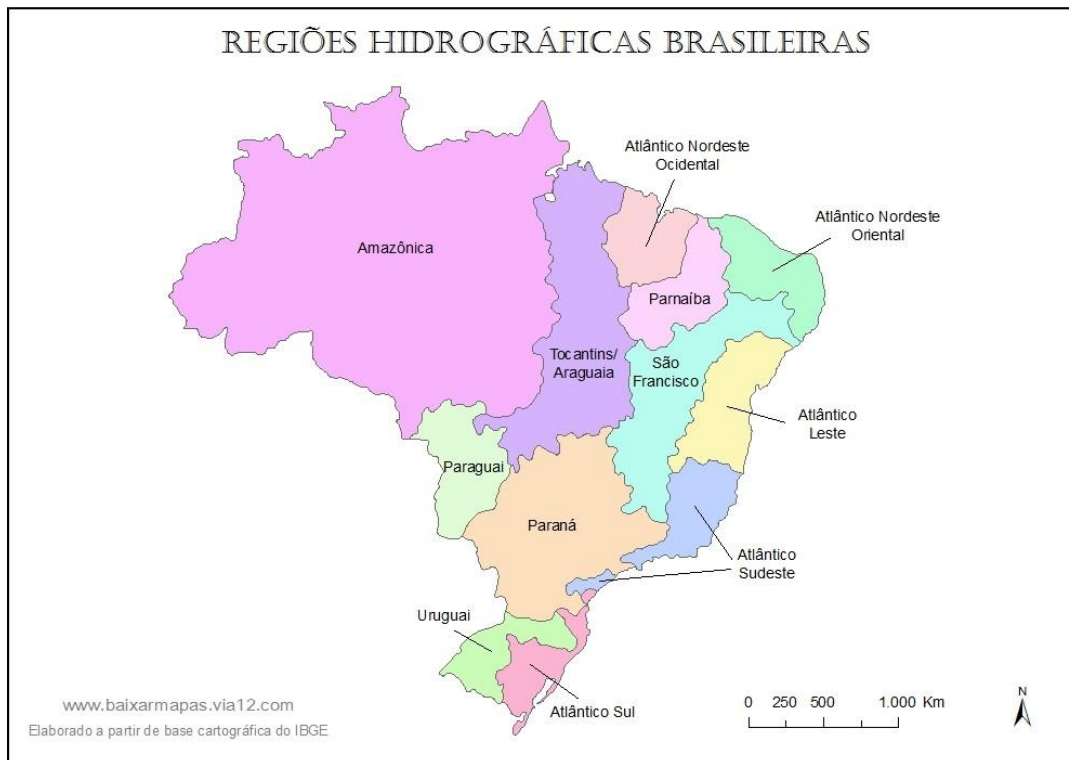 REGIÕES HIDROGRÁFICAS BRASILEIRAS
Atlântico Nordeste
Ocidental
Atlântico Nordeste
Oriental
Amazônica
Parnaíba
Tocantins/
Araguaia
São
Francisco
Atlântico
Leste
Paraguai
Paraná
Atlântico
Sudeste
Uruguai
Atlântico Sul
www.baixarmapas.via12.com
Elaborado a partir de base cartográfica do IBGE
0 250 500 1.000 Km
N